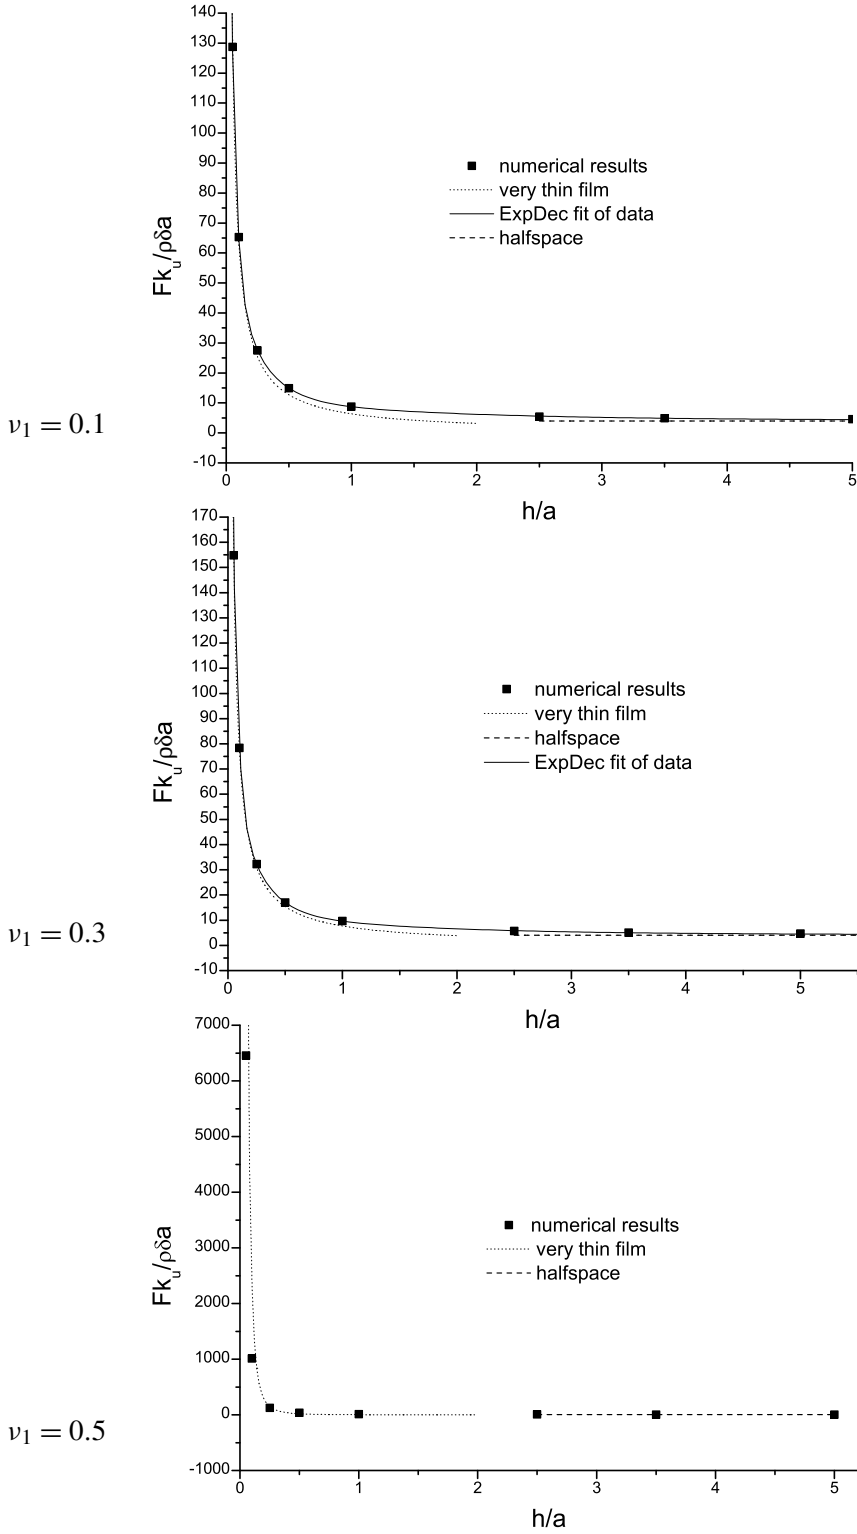 140
130
120
110
100
90
80
70
60
50
40
30
20
10
0
-10
Fk_u/ρδa
numerical results
very thin film
ExpDec fit of data
halfspace
ν₁ = 0.1
0 1 2 3 4 5
h/a
170
160
150
140
130
120
110
100
90
80
70
60
50
40
30
20
10
0
-10
Fk_u/ρδa
numerical results
very thin film
halfspace
ExpDec fit of data
ν₁ = 0.3
0 1 2 3 4 5
h/a
7000
6000
5000
4000
3000
2000
1000
0
-1000
Fk_u/ρδa
numerical results
very thin film
halfspace
ν₁ = 0.5
0 1 2 3 4 5
h/a